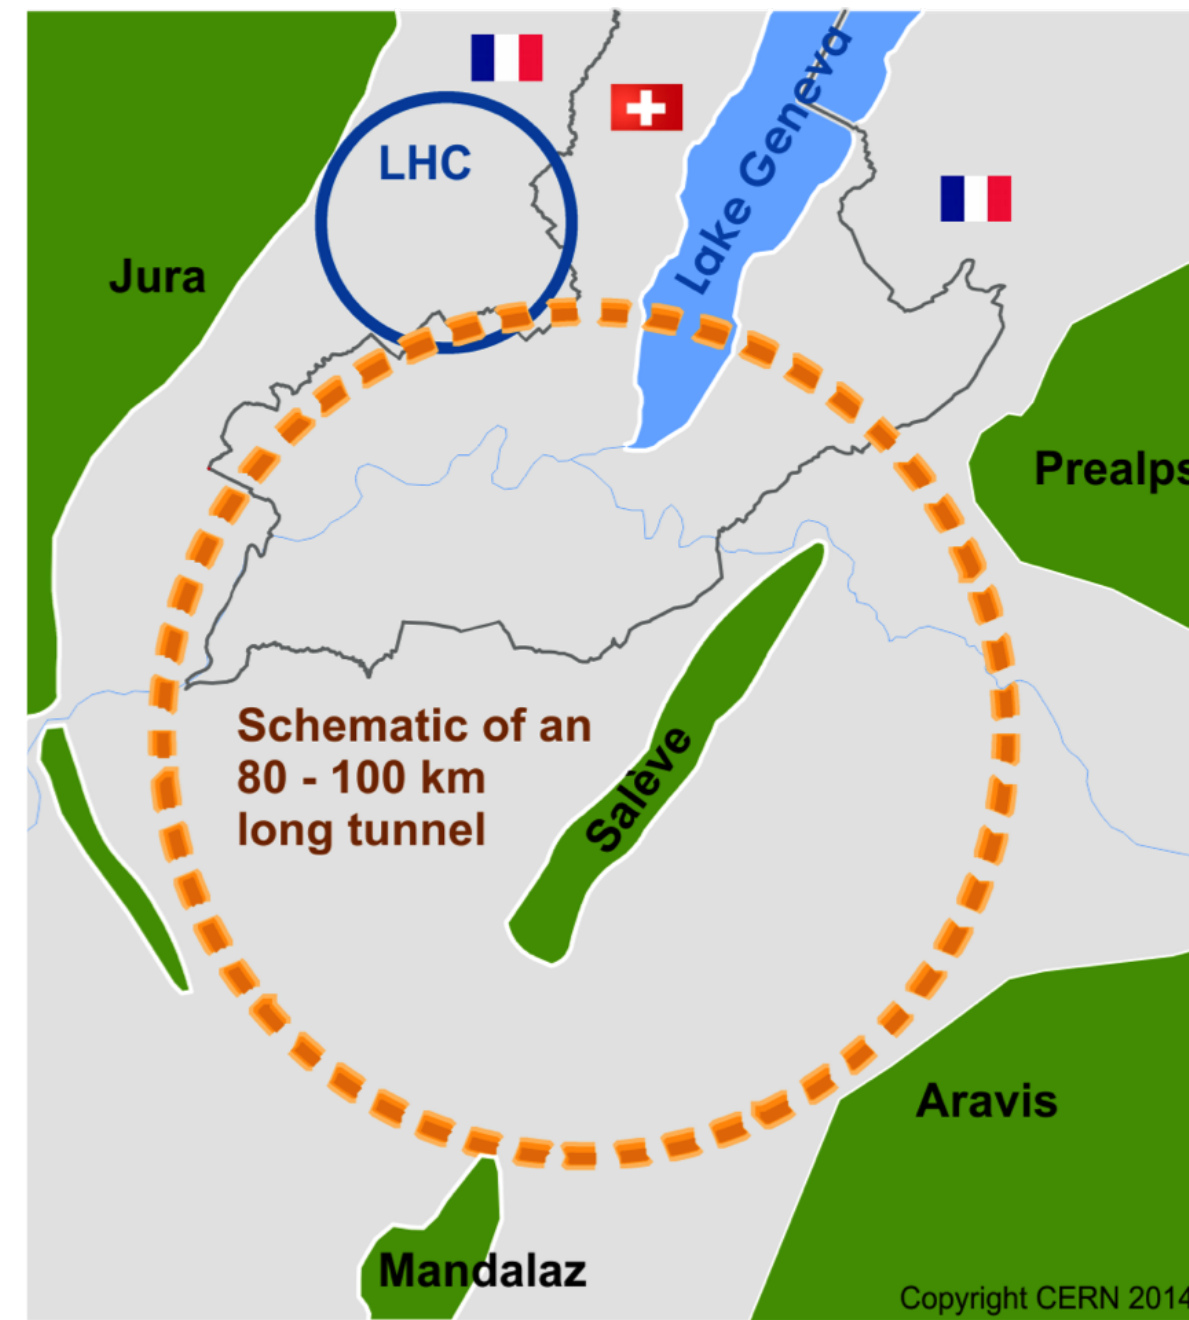 LHC
Lake Geneva
Jura
Prealps
Schematic of an
80 - 100 km
long tunnel
Salève
Aravis
Mandalaz
Copyright CERN 2014